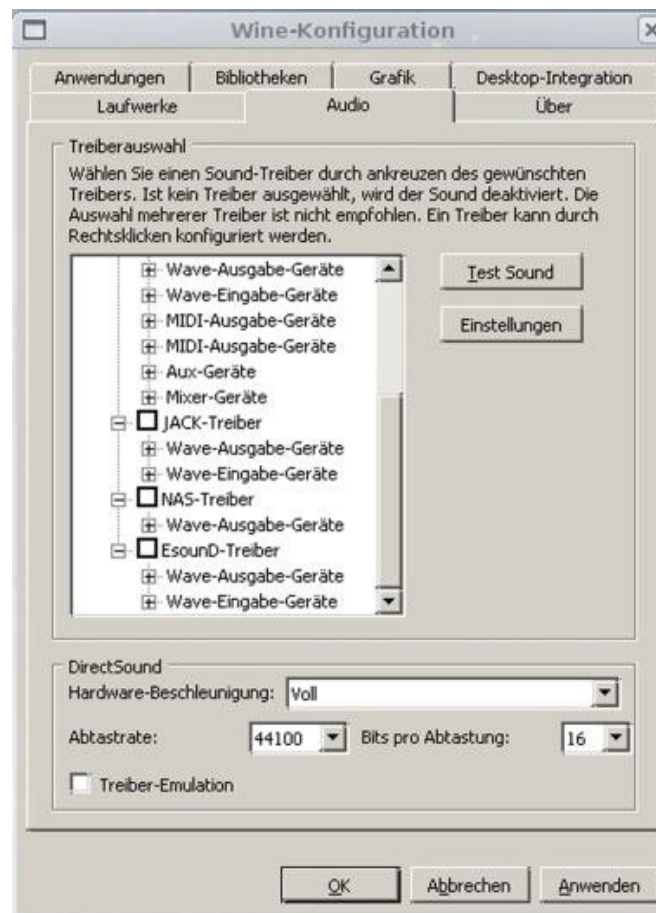 Wine-Konfiguration
Anwendungen Bibliotheken Grafik Desktop-Integration
Laufwerke Audio Über
Treiberauswahl
Wählen Sie einen Sound-Treiber durch ankreuzen des gewünschten
Treibers. Ist kein Treiber ausgewählt, wird der Sound deaktiviert. Die
Auswahl mehrerer Treiber ist nicht empfohlen. Ein Treiber kann durch
Rechtsklicken konfiguriert werden.
Wave-Ausgabe-Geräte
Wave-Eingabe-Geräte
MIDI-Ausgabe-Geräte
MIDI-Ausgabe-Geräte
Aux-Geräte
Mixer-Geräte
JACK-Treiber
Wave-Ausgabe-Geräte
Wave-Eingabe-Geräte
NAS-Treiber
Wave-Ausgabe-Geräte
EsounD-Treiber
Wave-Ausgabe-Geräte
Wave-Eingabe-Geräte
Test Sound
Einstellungen
DirectSound
Hardware-Beschleunigung: Voll
Abtastrate: 44100 Bits pro Abtastung: 16
Treiber-Emulation
OK Abbrechen Anwenden